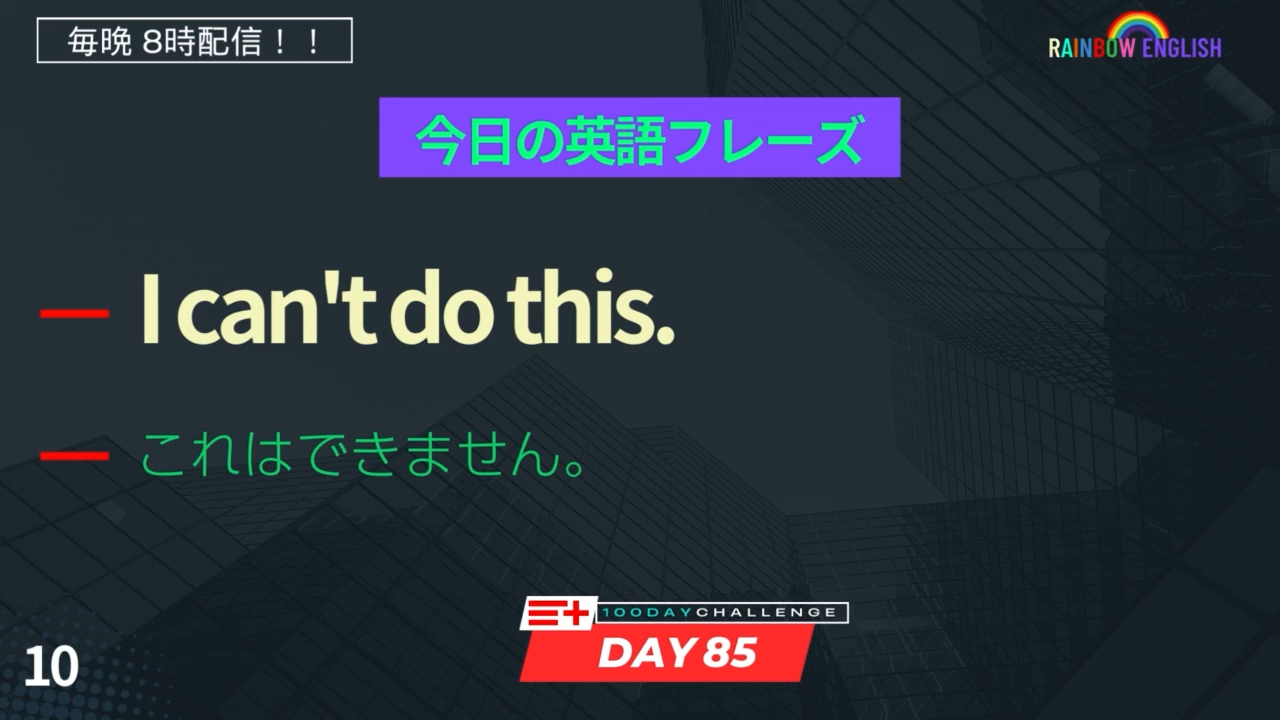 毎晩 8時配信！！
RAINBOW ENGLISH
今日の英語フレーズ
I can't do this.
これはできません。
100DAYCHALLENGE
DAY 85
10